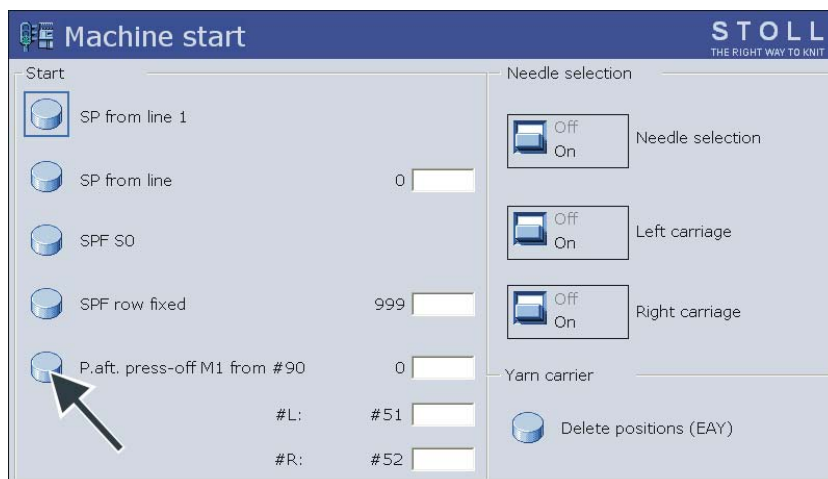 Machine start
STOLL
THE RIGHT WAY TO KNIT
Start
SP from line 1
SP from line 0
SPF S0
SPF row fixed 999
P.aft. press-off M1 from #90 0
#L: #51
#R: #52
Needle selection
Off
On
Needle selection
Off
On
Left carriage
Off
On
Right carriage
Yarn carrier
Delete positions (EAY)